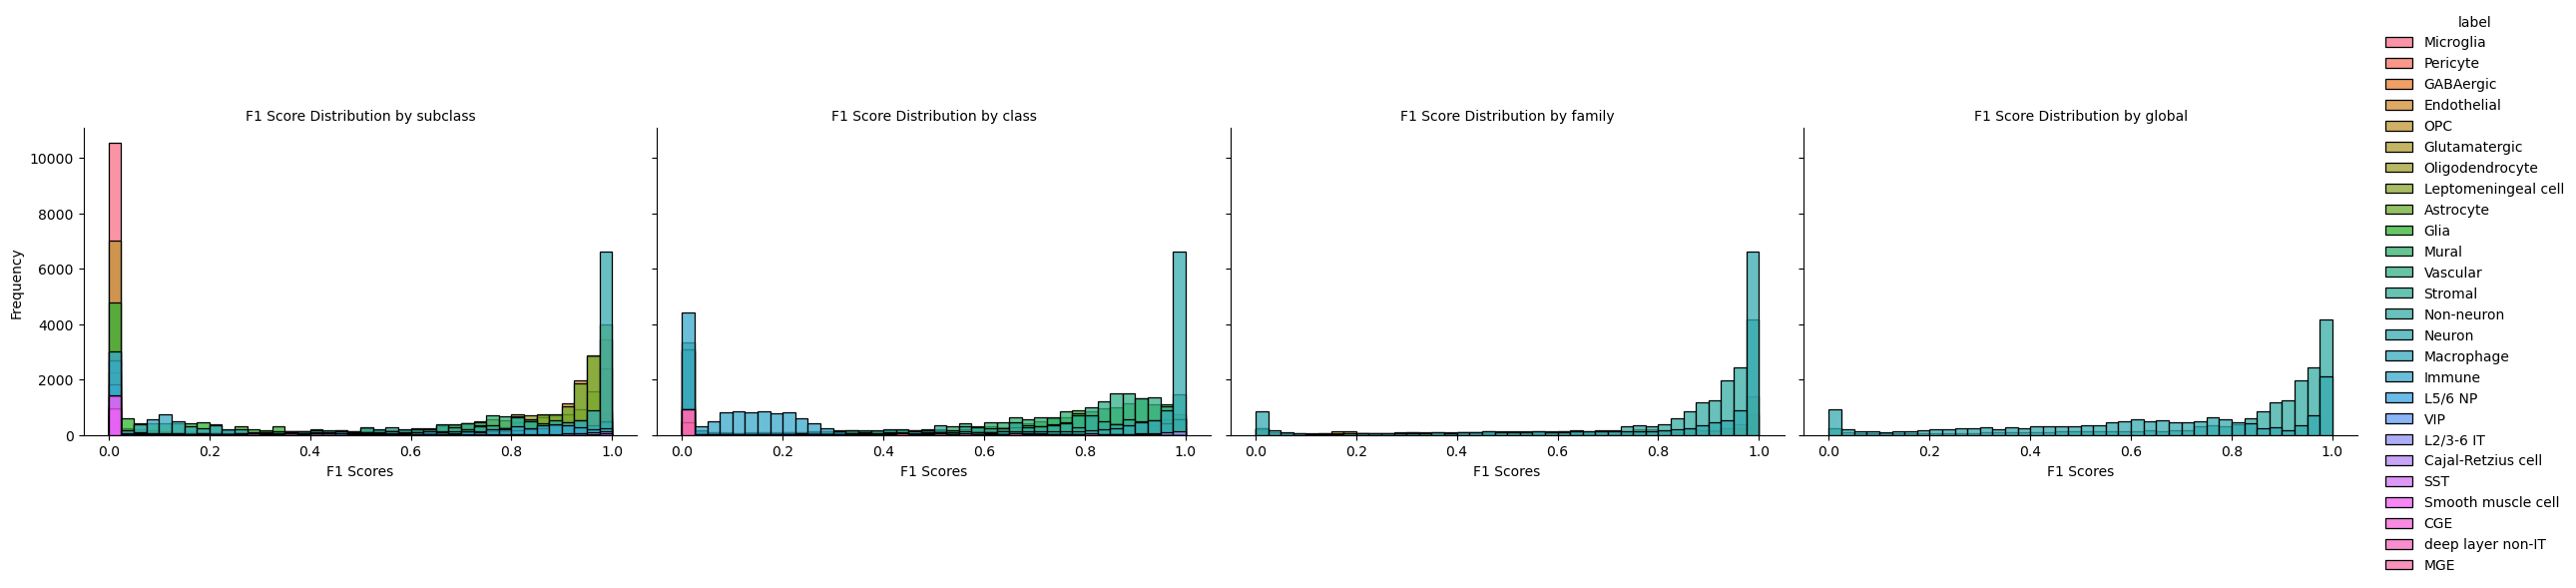 F1 Score Distribution by subclass
F1 Score Distribution by class
F1 Score Distribution by family
F1 Score Distribution by global
Frequency
10000
8000
6000
4000
2000
0
0.0 0.2 0.4 0.6 0.8 1.0
0.0 0.2 0.4 0.6 0.8 1.0
0.0 0.2 0.4 0.6 0.8 1.0
0.0 0.2 0.4 0.6 0.8 1.0
F1 Scores
F1 Scores
F1 Scores
F1 Scores
label
Microglia
Pericyte
GABAergic
Endothelial
OPC
Glutamatergic
Oligodendrocyte
Leptomeningeal cell
Astrocyte
Glia
Mural
Vascular
Stromal
Non-neuron
Neuron
Macrophage
Immune
L5/6 NP
VIP
L2/3-6 IT
Cajal-Retzius cell
SST
Smooth muscle cell
CGE
deep layer non-IT
MGE